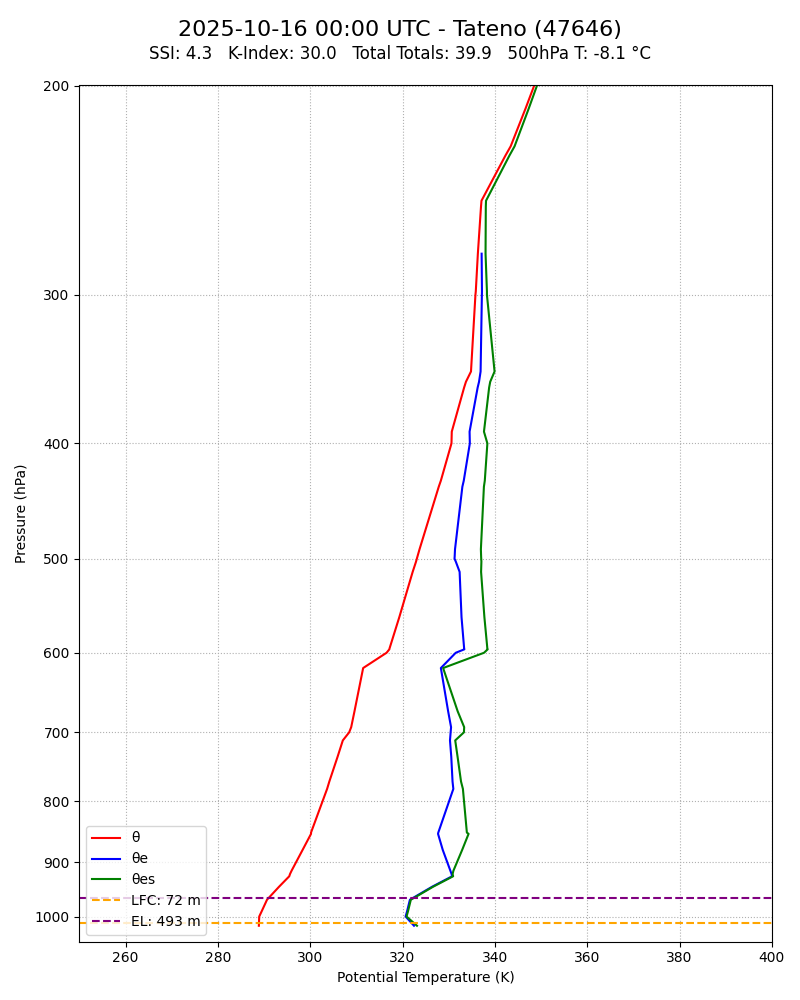 2025-10-16 00:00 UTC - Tateno (47646)
SSI: 4.3   K-Index: 30.0   Total Totals: 39.9   500hPa T: -8.1 °C
200
300
400
500
600
700
800
900
1000
Pressure (hPa)
θ
θe
θes
LFC: 72 m
EL: 493 m
260 280 300 320 340 360 380 400
Potential Temperature (K)